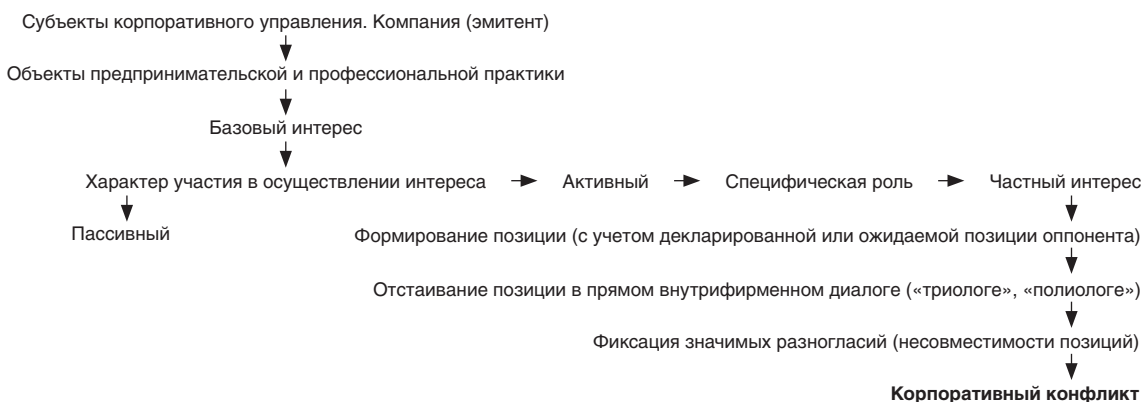 Субъекты корпоративного управления. Компания (эмитент)
Объекты предпринимательской и профессиональной практики
Базовый интерес
Характер участия в осуществлении интереса
Активный
Специфическая роль
Частный интерес
Пассивный
Формирование позиции (с учетом декларированной или ожидаемой позиции оппонента)
Отстаивание позиции в прямом внутрифирменном диалоге («триологе», «полиологе»)
Фиксация значимых разногласий (несовместимости позиций)
Корпоративный конфликт